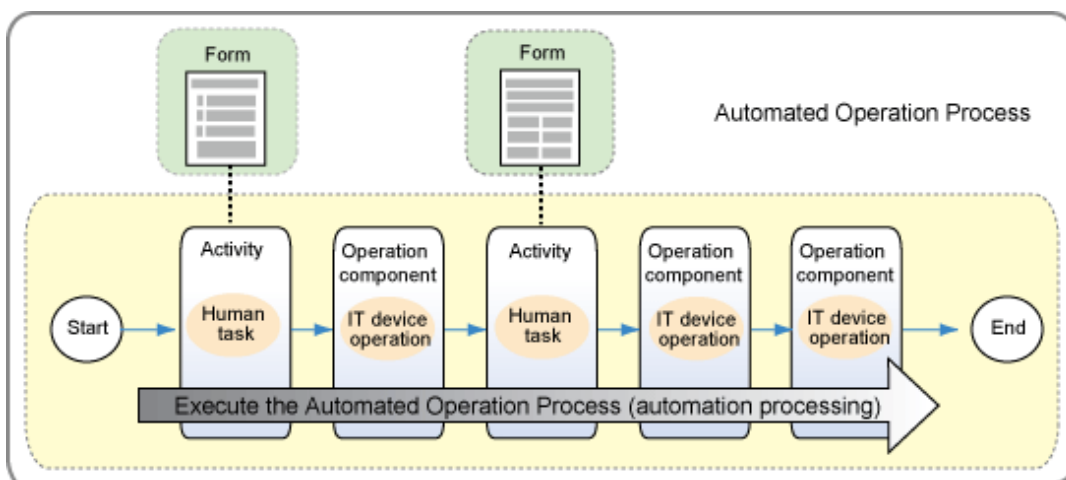 Form
Form
Automated Operation Process
Activity
Operation
component
Activity
Operation
component
Operation
component
Start
Human
task
IT device
operation
Human
task
IT device
operation
IT device
operation
End
Execute the Automated Operation Process (automation processing)